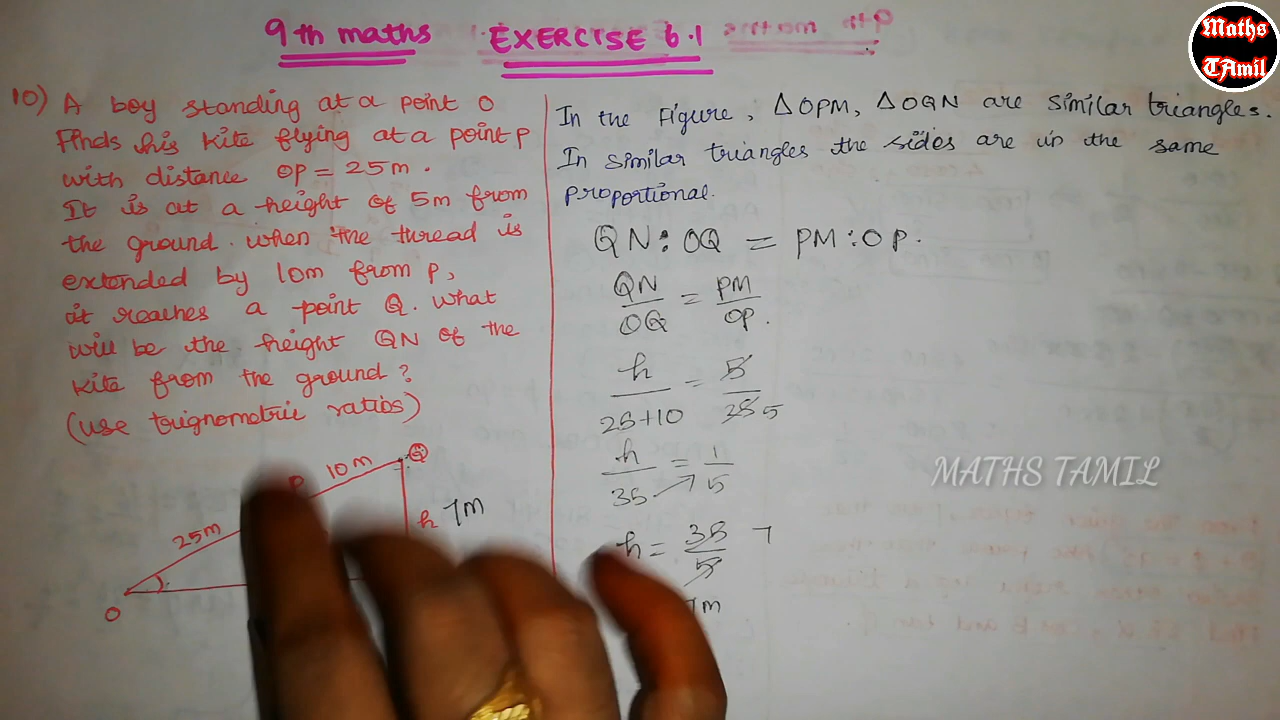 9th maths EXERCISE 6.1
Maths
TAmil
10) A boy standing at a point O
Finds his kite flying at a point P
with distance OP = 25m.
It is at a height of 5m from
the ground. when the thread is
extended by 10m from P,
it reaches a point Q. what
will be the height QN of the
kite from the ground?
(use trignometric ratios)
10m Q
P
25m
h 7m
O
In the Figure, △OPM, △OQN are similar triangles.
In similar triangles the sides are in the same
proportional.
QN : OQ = PM : OP.
QN/OQ = PM/OP.
h/25+10 = 5/25 5
h/35 = 1/5
h = 35/5 7
7m
MATHS TAMIL